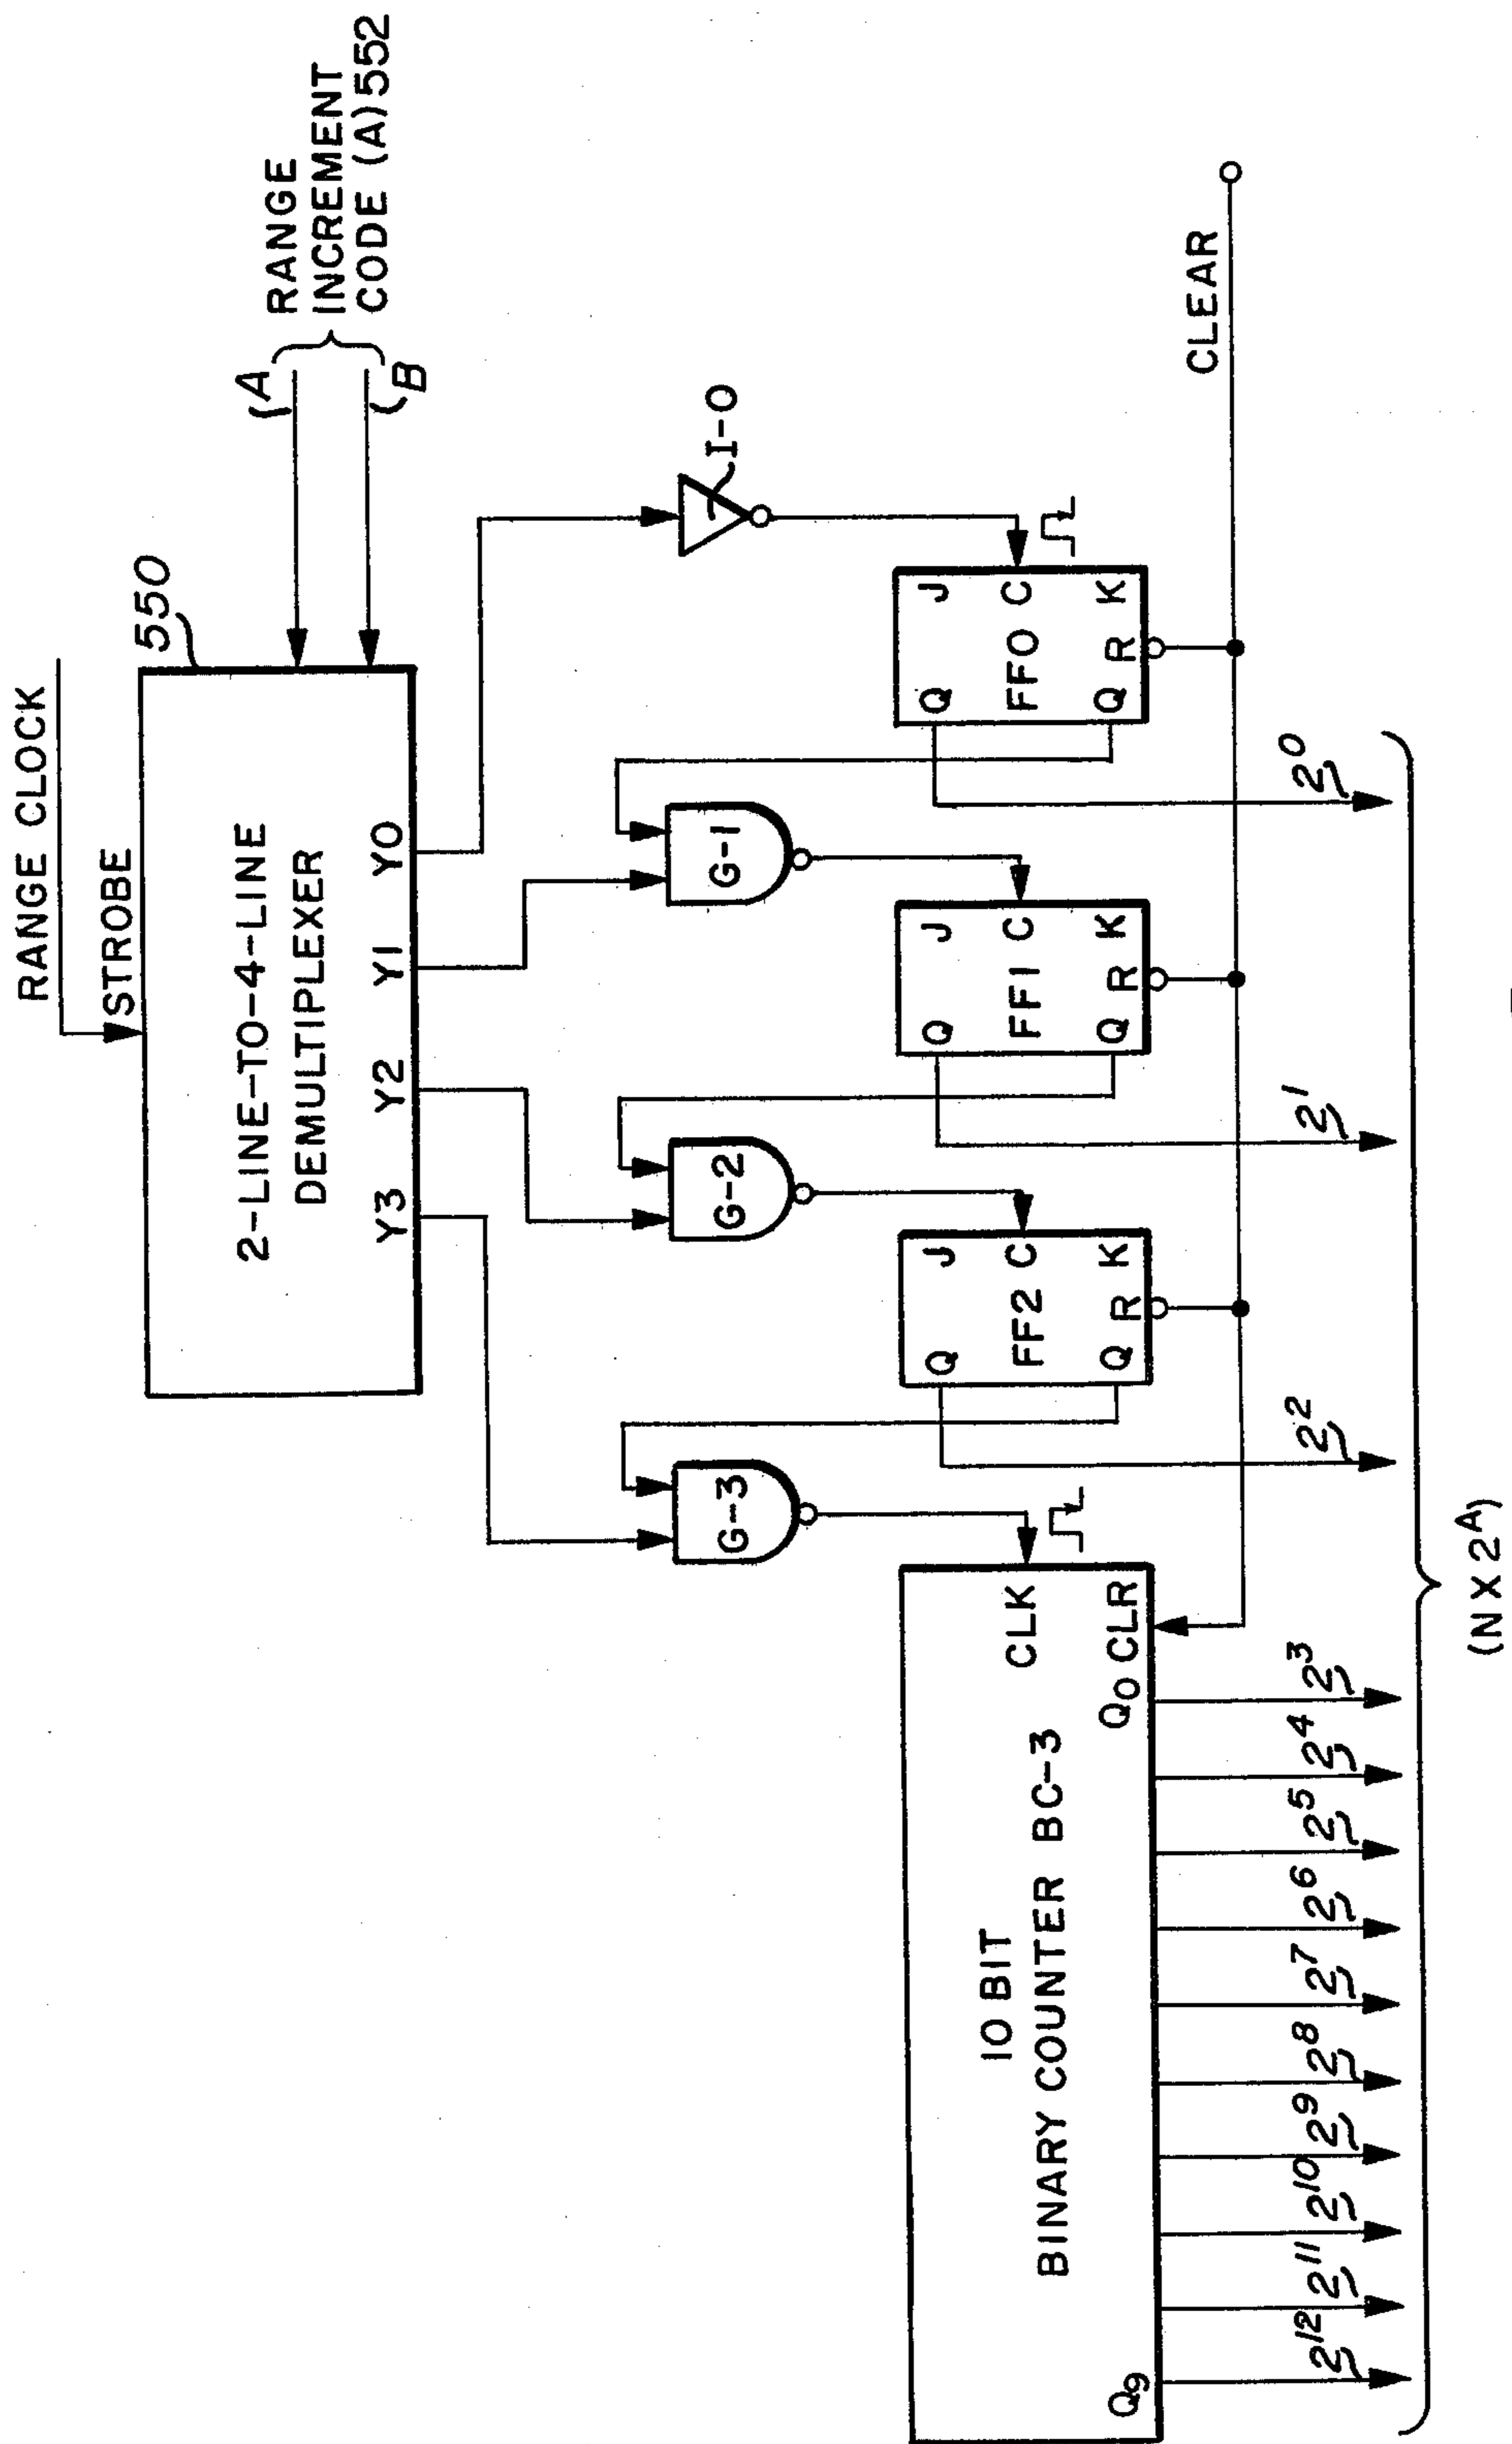 RANGE CLOCK
STROBE
550
2-LINE-TO-4-LINE
DEMULTIPLEXER
Y3 Y2 Y1 Y0
A
B
RANGE
INCREMENT
CODE (A) 552
I-0
G-3
G-2
G-1
10 BIT
BINARY COUNTER BC-3
CLK
Q9
Q0 CLR
J
C
K
Q
FF2
Q R
J
C
K
Q
FF1
Q R
J
C
K
Q
FF0
Q R
CLEAR
2^12 2^11 2^10 2^9 2^8 2^7 2^6 2^5 2^4 2^3 2^2 2^1 2^0
(N X 2^A)